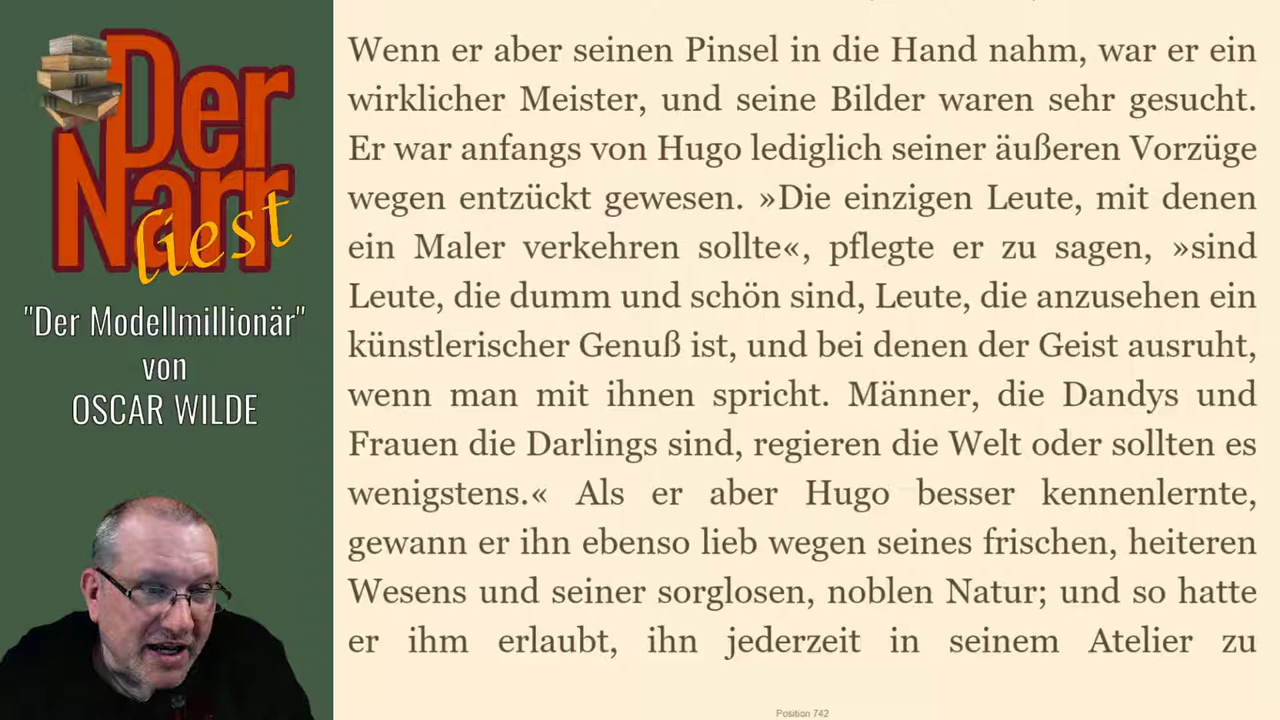 Der
Narr
liest
"Der Modellmillionär"
von
OSCAR WILDE
Wenn er aber seinen Pinsel in die Hand nahm, war er ein
wirklicher Meister, und seine Bilder waren sehr gesucht.
Er war anfangs von Hugo lediglich seiner äußeren Vorzüge
wegen entzückt gewesen. »Die einzigen Leute, mit denen
ein Maler verkehren sollte«, pflegte er zu sagen, »sind
Leute, die dumm und schön sind, Leute, die anzusehen ein
künstlerischer Genuß ist, und bei denen der Geist ausruht,
wenn man mit ihnen spricht. Männer, die Dandys und
Frauen die Darlings sind, regieren die Welt oder sollten es
wenigstens.« Als er aber Hugo besser kennenlernte,
gewann er ihn ebenso lieb wegen seines frischen, heiteren
Wesens und seiner sorglosen, noblen Natur; und so hatte
er ihm erlaubt, ihn jederzeit in seinem Atelier zu
Position 742